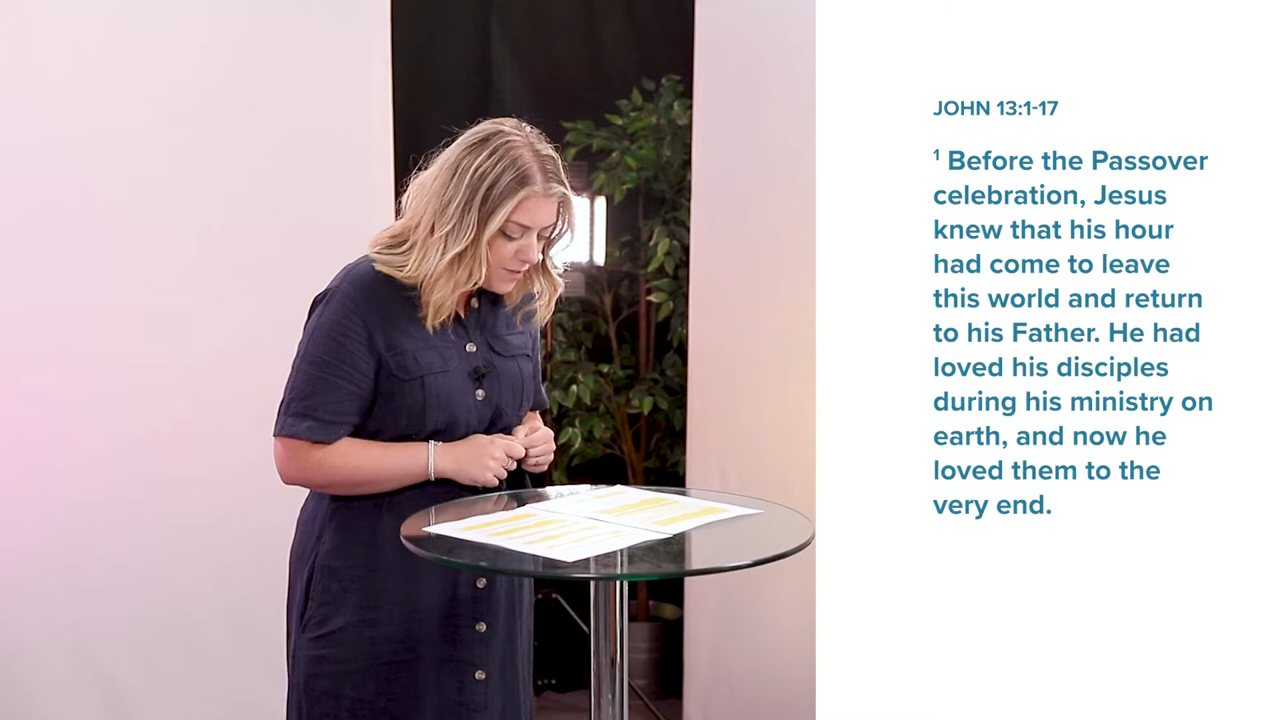 JOHN 13:1-17
¹ Before the Passover
celebration, Jesus
knew that his hour
had come to leave
this world and return
to his Father. He had
loved his disciples
during his ministry on
earth, and now he
loved them to the
very end.